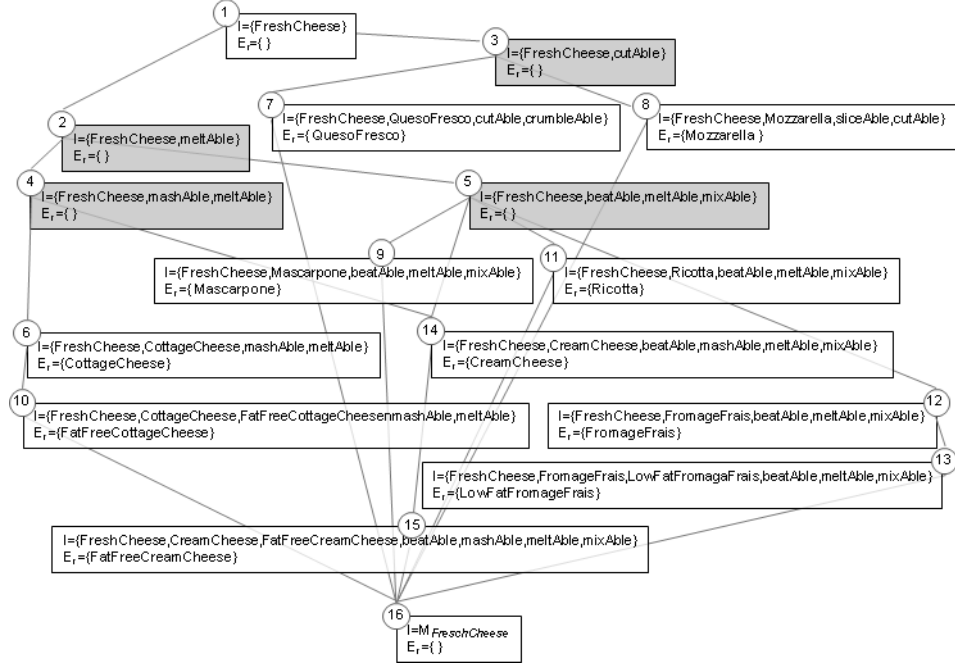 1
I={FreshCheese}
Er={ }
3
I={FreshCheese,cutAble}
Er={ }
7
I={FreshCheese,QuesoFresco,cutAble,crumbleAble}
Er={ QuesoFresco}
8
I={FreshCheese,Mozzarella,sliceAble,cutAble}
Er={Mozzarella }
2
I={FreshCheese,meltAble}
Er={ }
4
I={FreshCheese,mashAble,meltAble}
Er={ }
5
I={FreshCheese,beatAble,meltAble,mixAble}
Er={ }
9
I={FreshCheese,Mascarpone,beatAble,meltAble,mixAble}
Er={ Mascarpone}
11
I={FreshCheese,Ricotta,beatAble,meltAble,mixAble}
Er={Ricotta}
6
I={FreshCheese,CottageCheese,mashAble,meltAble}
Er={CottageCheese}
14
I={FreshCheese,CreamCheese,beatAble,mashAble,meltAble,mixAble}
Er={CreamCheese}
10
I={FreshCheese,CottageCheese,FatFreeCottageCheesenmashAble,meltAble}
Er={FatFreeCottageCheese}
12
I={FreshCheese,FromageFrais,beatAble,meltAble,mixAble}
Er={FromageFrais}
13
I={FreshCheese,FromageFrais,LowFatFromagaFrais,beatAble,meltAble,mixAble}
Er={LowFatFromageFrais}
15
I={FreshCheese,CreamCheese,FatFreeCreamCheese,beatAble,mashAble,meltAble,mixAble}
Er={FatFreeCreamCheese}
16
I=MFreschCheese
Er={ }